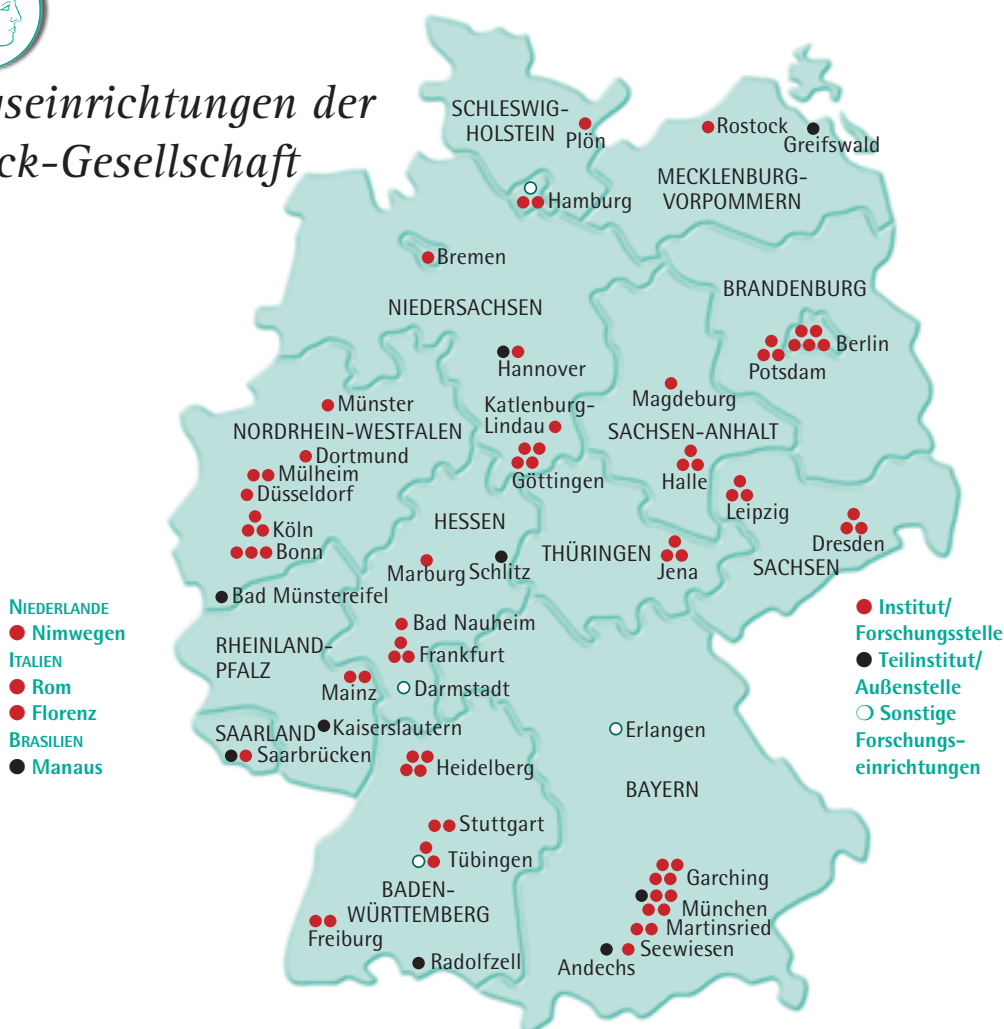 der
-Gesellschaft
SCHLESWIG-
HOLSTEIN
Plön
Rostock
Greifswald
MECKLENBURG-
VORPOMMERN
Hamburg
Bremen
NIEDERSACHSEN
BRANDENBURG
Berlin
Potsdam
Hannover
Magdeburg
Münster
Katlenburg-
Lindau
NORDRHEIN-WESTFALEN
SACHSEN-ANHALT
Dortmund
Mülheim
Düsseldorf
Göttingen
Halle
Leipzig
Köln
Bonn
HESSEN
Dresden
THÜRINGEN
SACHSEN
Marburg
Schlitz
Jena
Bad Münstereifel
Bad Nauheim
RHEINLAND-
PFALZ
Frankfurt
Mainz
Darmstadt
SAARLAND
Kaiserslautern
Saarbrücken
Erlangen
Heidelberg
BAYERN
Stuttgart
Tübingen
BADEN-
WÜRTTEMBERG
Freiburg
Radolfzell
Garching
München
Martinsried
Seewiesen
Andechs
NIEDERLANDE
Nimwegen
ITALIEN
Rom
Florenz
BRASILIEN
Manaus
Institut/
Forschungsstelle
Teilinstitut/
Außenstelle
Sonstige
Forschungs-
einrichtungen